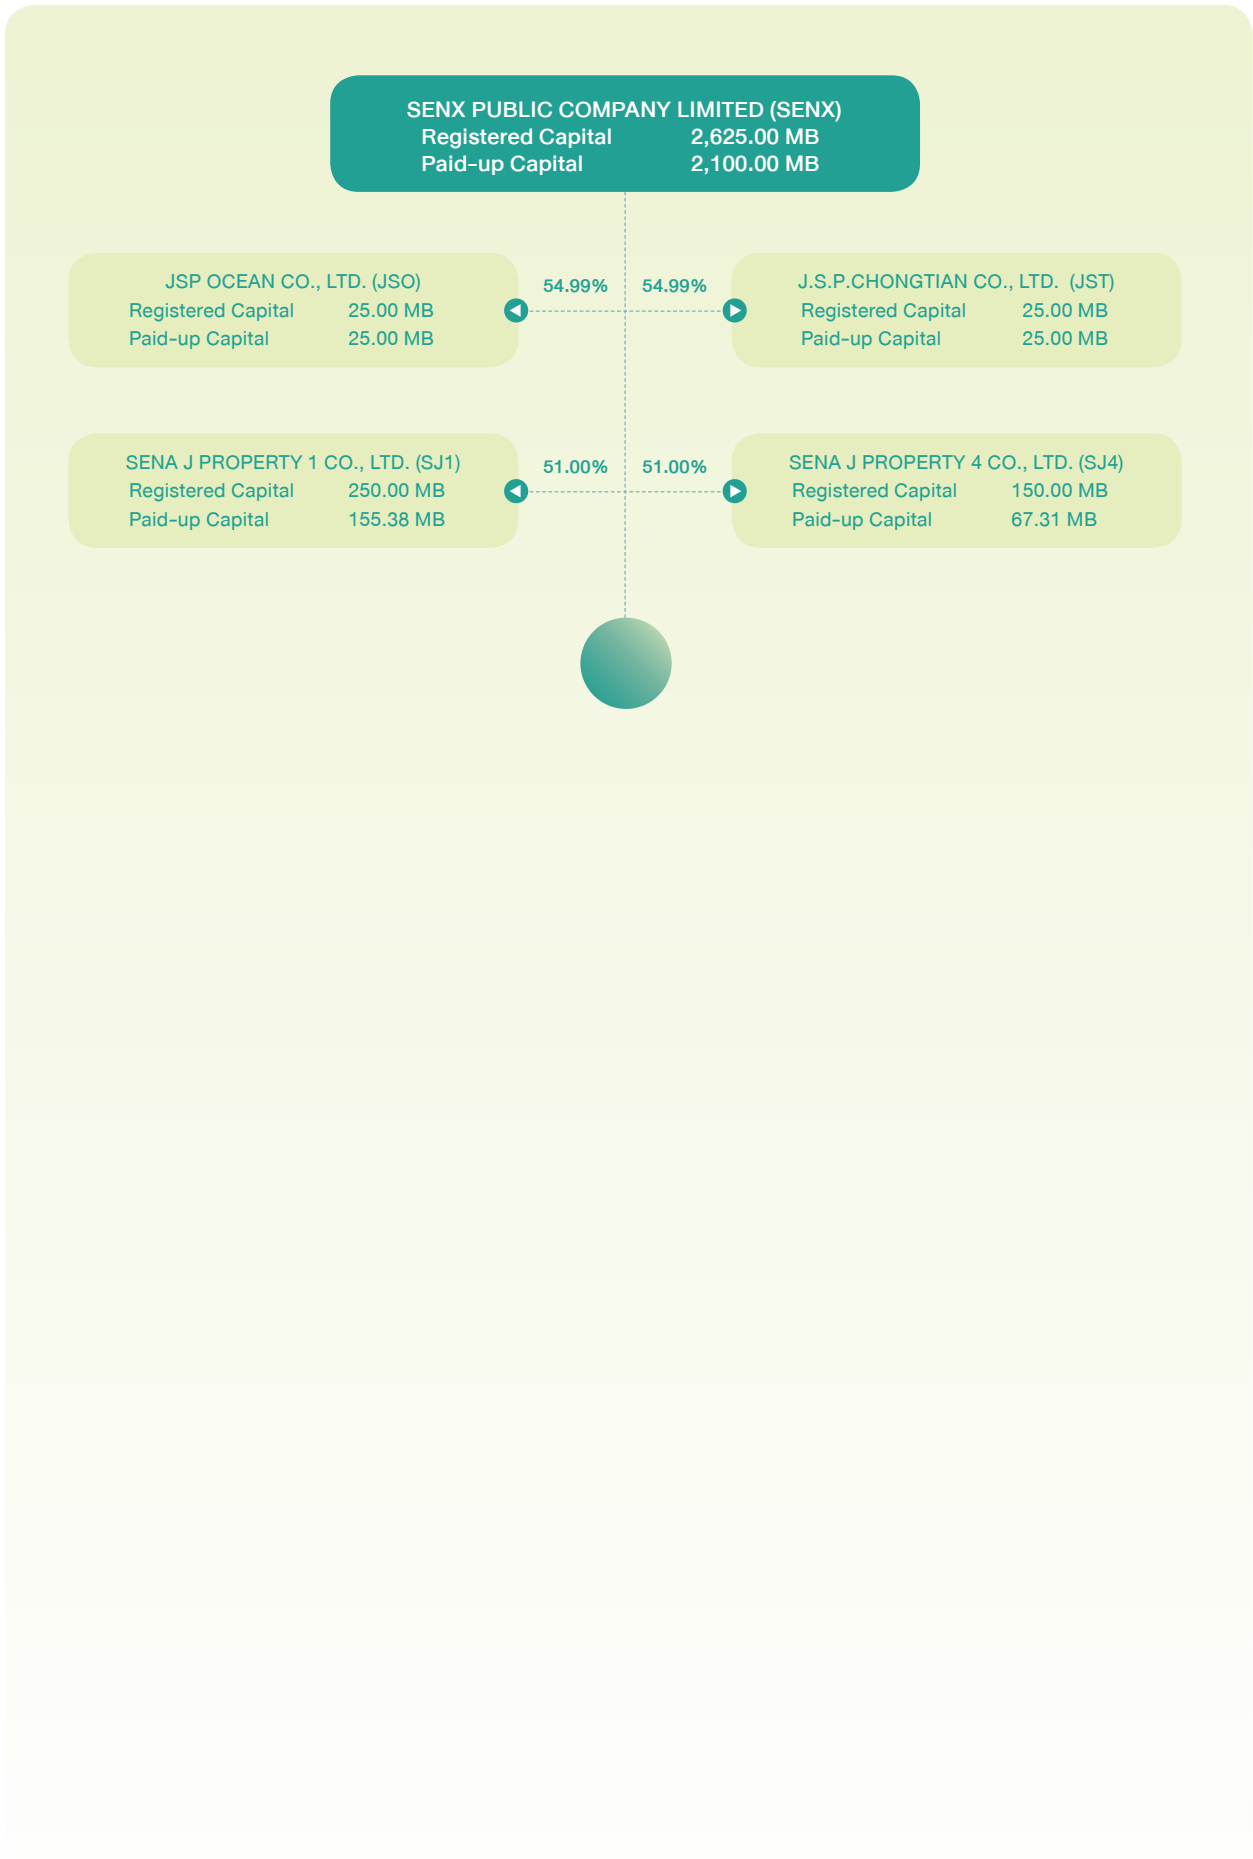 SENX PUBLIC COMPANY LIMITED (SENX)
Registered Capital 2,625.00 MB
Paid-up Capital 2,100.00 MB
JSP OCEAN CO., LTD. (JSO)
Registered Capital 25.00 MB
Paid-up Capital 25.00 MB
54.99% 54.99%
J.S.P.CHONGTIAN CO., LTD. (JST)
Registered Capital 25.00 MB
Paid-up Capital 25.00 MB
SENA J PROPERTY 1 CO., LTD. (SJ1)
Registered Capital 250.00 MB
Paid-up Capital 155.38 MB
51.00% 51.00%
SENA J PROPERTY 4 CO., LTD. (SJ4)
Registered Capital 150.00 MB
Paid-up Capital 67.31 MB